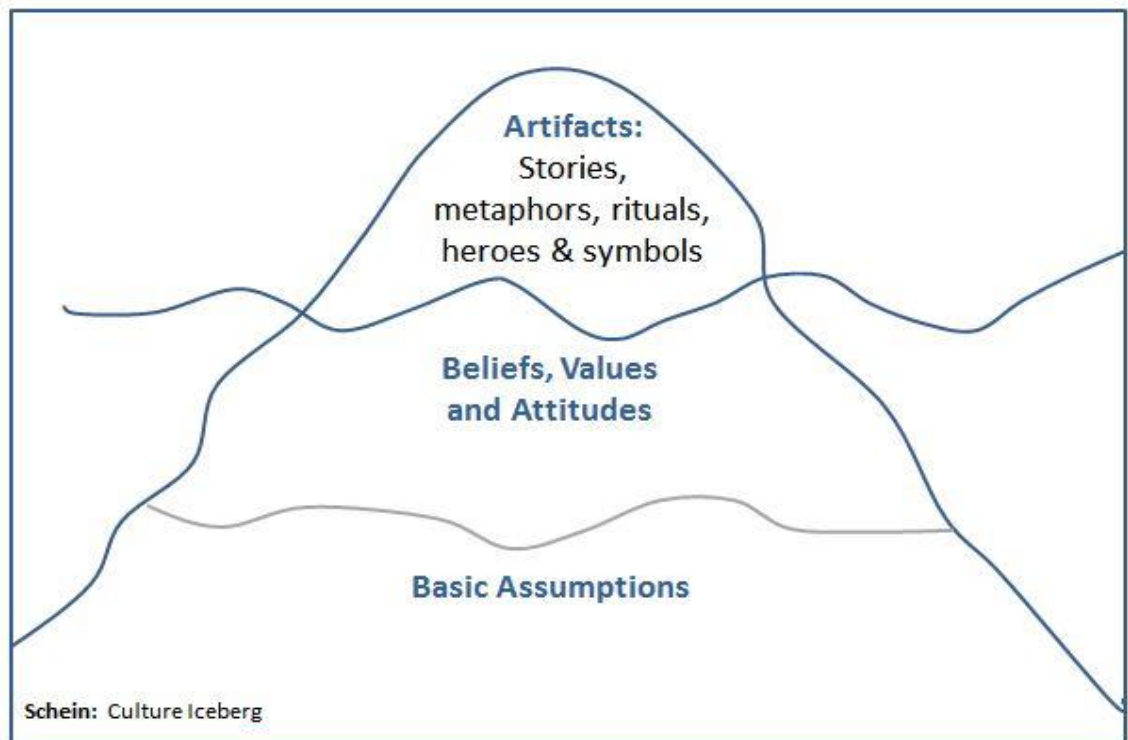 Artifacts:
Stories,
metaphors, rituals,
heroes & symbols
Beliefs, Values
and Attitudes
Basic Assumptions
Schein: Culture Iceberg